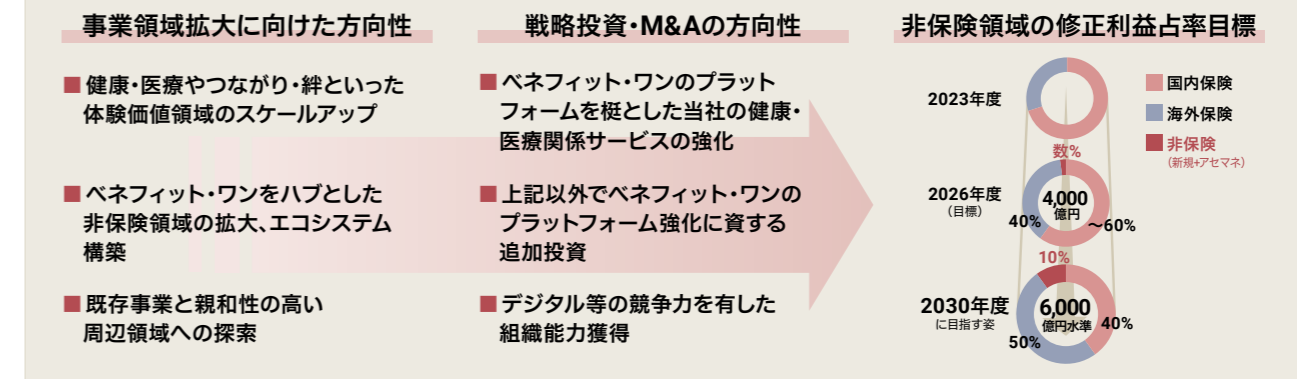 事業領域拡大に向けた方向性
■ 健康・医療やつながり・絆といった
体験価値領域のスケールアップ
■ ベネフィット・ワンをハブとした
非保険領域の拡大、エコシステム
構築
■ 既存事業と親和性の高い
周辺領域への探索
戦略投資・M&Aの方向性
■ ベネフィット・ワンのプラット
フォームを梃とした当社の健康・
医療関係サービスの強化
■ 上記以外でベネフィット・ワンの
プラットフォーム強化に資する
追加投資
■ デジタル等の競争力を有した
組織能力獲得
非保険領域の修正利益占率目標
2023年度
国内保険
海外保険
非保険
(新規+アセマネ)
数%
2026年度
(目標)
4,000
億円
40%
〜60%
10%
2030年度
に目指す姿
6,000
億円水準
40%
50%